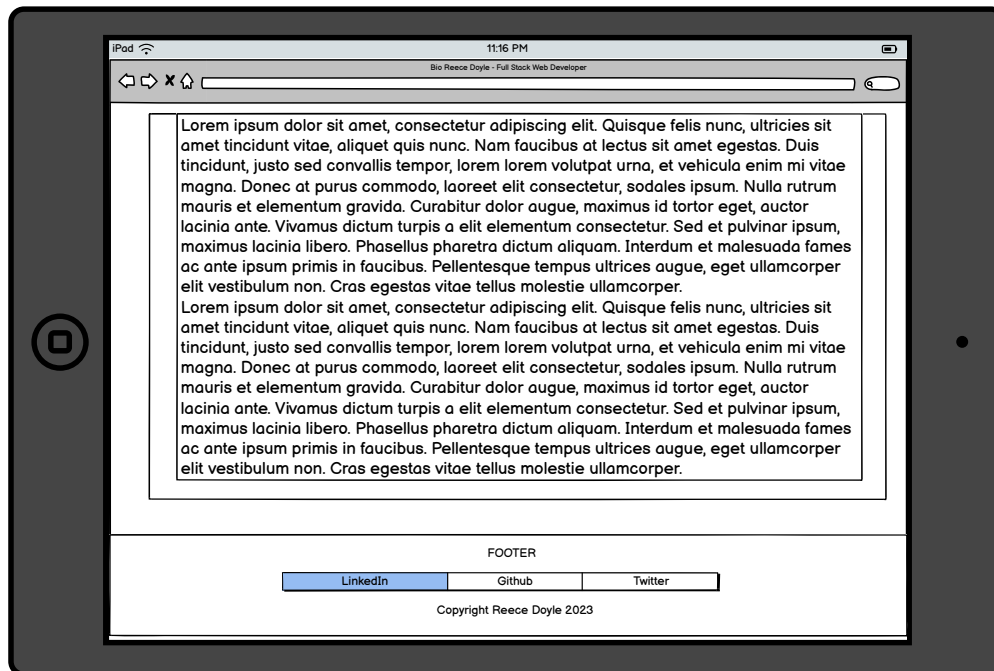 iPad 11:16 PM
Bio Reece Doyle - Full Stack Web Developer
Lorem ipsum dolor sit amet, consectetur adipiscing elit. Quisque felis nunc, ultricies sit
amet tincidunt vitae, aliquet quis nunc. Nam faucibus at lectus sit amet egestas. Duis
tincidunt, justo sed convallis tempor, lorem lorem volutpat urna, et vehicula enim mi vitae
magna. Donec at purus commodo, laoreet elit consectetur, sodales ipsum. Nulla rutrum
mauris et elementum gravida. Curabitur dolor augue, maximus id tortor eget, auctor
lacinia ante. Vivamus dictum turpis a elit elementum consectetur. Sed et pulvinar ipsum,
maximus lacinia libero. Phasellus pharetra dictum aliquam. Interdum et malesuada fames
ac ante ipsum primis in faucibus. Pellentesque tempus ultrices augue, eget ullamcorper
elit vestibulum non. Cras egestas vitae tellus molestie ullamcorper.
Lorem ipsum dolor sit amet, consectetur adipiscing elit. Quisque felis nunc, ultricies sit
amet tincidunt vitae, aliquet quis nunc. Nam faucibus at lectus sit amet egestas. Duis
tincidunt, justo sed convallis tempor, lorem lorem volutpat urna, et vehicula enim mi vitae
magna. Donec at purus commodo, laoreet elit consectetur, sodales ipsum. Nulla rutrum
mauris et elementum gravida. Curabitur dolor augue, maximus id tortor eget, auctor
lacinia ante. Vivamus dictum turpis a elit elementum consectetur. Sed et pulvinar ipsum,
maximus lacinia libero. Phasellus pharetra dictum aliquam. Interdum et malesuada fames
ac ante ipsum primis in faucibus. Pellentesque tempus ultrices augue, eget ullamcorper
elit vestibulum non. Cras egestas vitae tellus molestie ullamcorper.
FOOTER
LinkedIn Github Twitter
Copyright Reece Doyle 2023